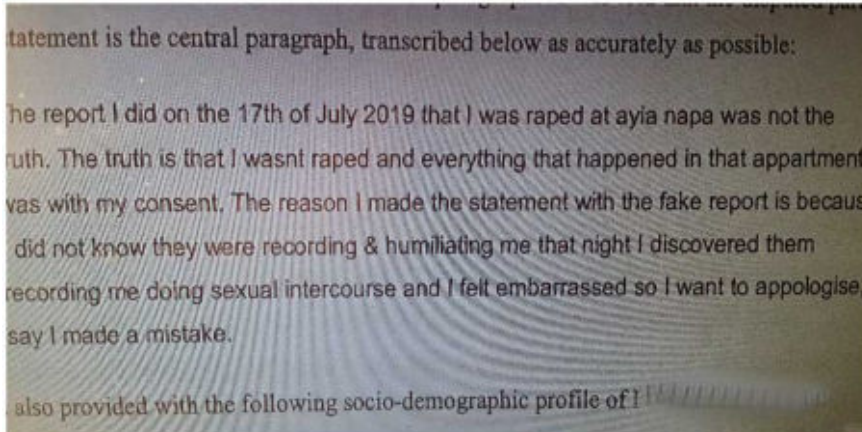 tatement is the central paragraph, transcribed below as accurately as possible:
he report I did on the 17th of July 2019 that I was raped at ayia napa was not the
ruth. The truth is that I wasnt raped and everything that happened in that appartment
was with my consent. The reason I made the statement with the fake report is becaus
did not know they were recording & humiliating me that night I discovered them
recording me doing sexual intercourse and I felt embarrassed so I want to appologise,
say I made a mistake.
also provided with the following socio-demographic profile of